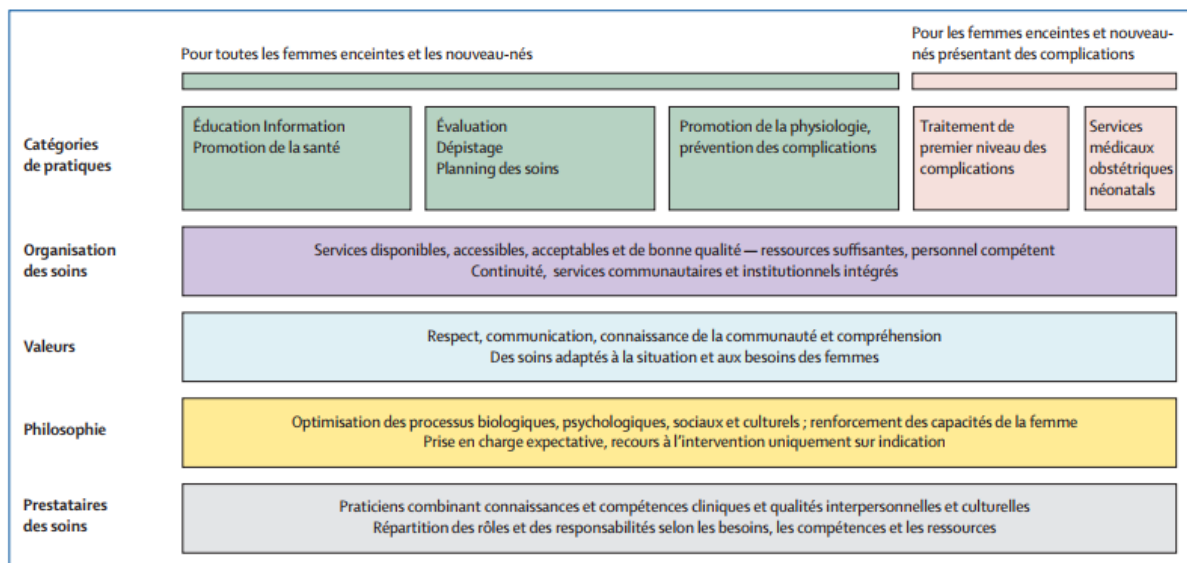 Pour toutes les femmes enceintes et les nouveau-nés
Pour les femmes enceintes et nouveau-
nés présentant des complications
Catégories
de pratiques
Éducation Information
Promotion de la santé
Évaluation
Dépistage
Planning des soins
Promotion de la physiologie,
prévention des complications
Traitement de
premier niveau des
complications
Services
médicaux
obstétriques
néonatals
Organisation
des soins
Services disponibles, accessibles, acceptables et de bonne qualité — ressources suffisantes, personnel compétent
Continuité, services communautaires et institutionnels intégrés
Valeurs
Respect, communication, connaissance de la communauté et compréhension
Des soins adaptés à la situation et aux besoins des femmes
Philosophie
Optimisation des processus biologiques, psychologiques, sociaux et culturels ; renforcement des capacités de la femme
Prise en charge expectative, recours à l'intervention uniquement sur indication
Prestataires
des soins
Praticiens combinant connaissances et compétences cliniques et qualités interpersonnelles et culturelles
Répartition des rôles et des responsabilités selon les besoins, les compétences et les ressources